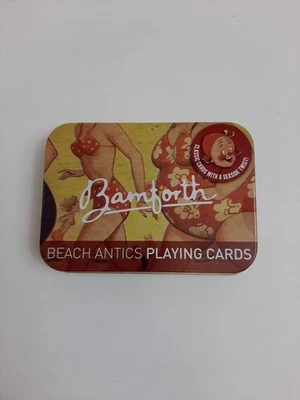 CLASSIC CARDS WITH A SEASIDE TWIST!
Bamforth
BEACH ANTICS PLAYING CARDS